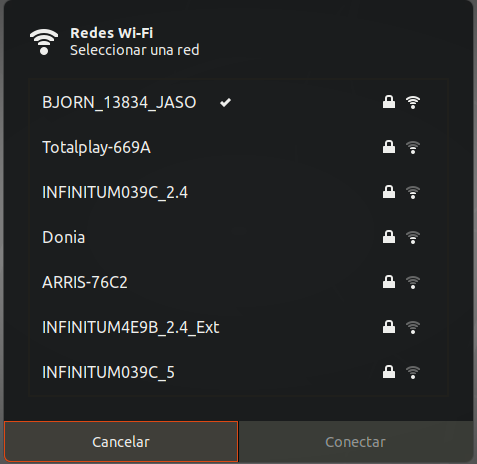 Redes Wi-Fi
Seleccionar una red
BJORN_13834_JASO
Totalplay-669A
INFINITUM039C_2.4
Donia
ARRIS-76C2
INFINITUM4E9B_2.4_Ext
INFINITUM039C_5
Cancelar
Conectar